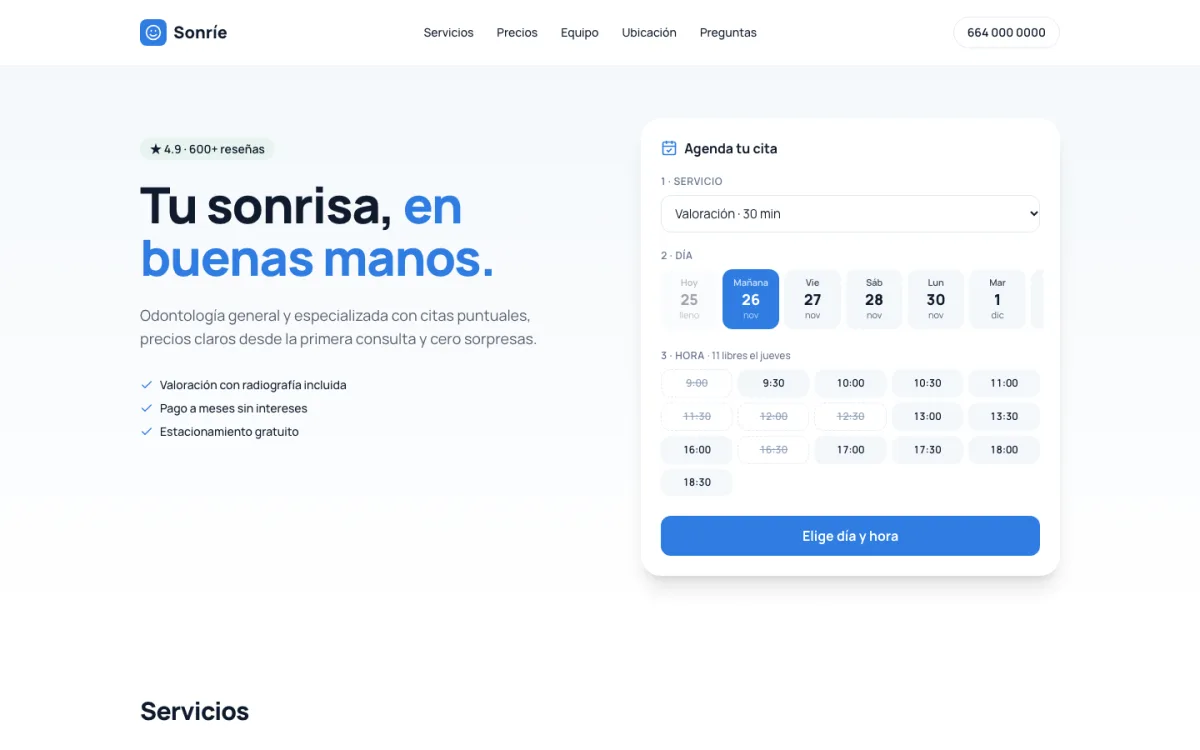 Sonríe
Servicios Precios Equipo Ubicación Preguntas
664 000 0000
★ 4.9 · 600+ reseñas
Tu sonrisa, en
buenas manos.
Odontología general y especializada con citas puntuales,
precios claros desde la primera consulta y cero sorpresas.
Valoración con radiografía incluida
Pago a meses sin intereses
Estacionamiento gratuito
Agenda tu cita
1 · SERVICIO
Valoración · 30 min
2 · DÍA
Hoy Mañana Vie Sáb Lun Mar
25 26 27 28 30 1
lleno nov nov nov nov dic
3 · HORA · 11 libres el jueves
9:00 9:30 10:00 10:30 11:00
11:30 12:00 12:30 13:00 13:30
16:00 16:30 17:00 17:30 18:00
18:30
Elige día y hora
Servicios